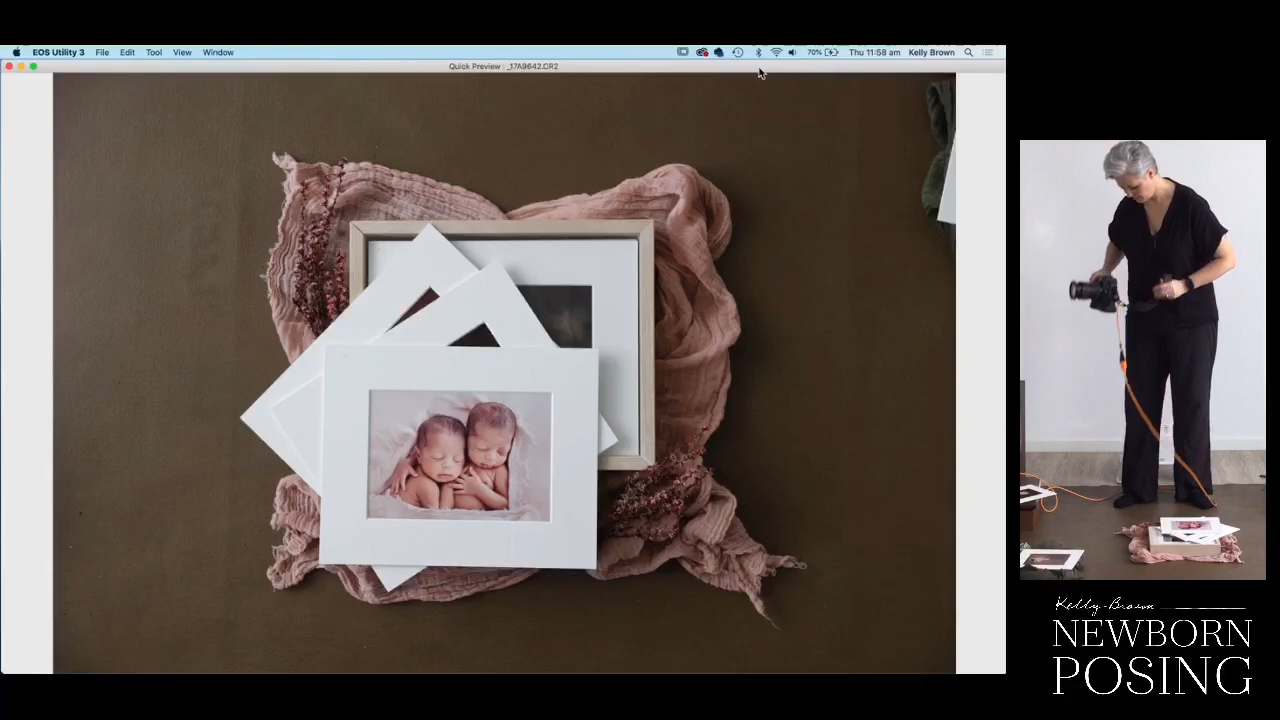 EOS Utility 3 File Edit Tool View Window 70% Thu 11:58 am Kelly Brown
Quick Preview : _17A9642.CR2
Kelly-Brown
NEWBORN
POSING